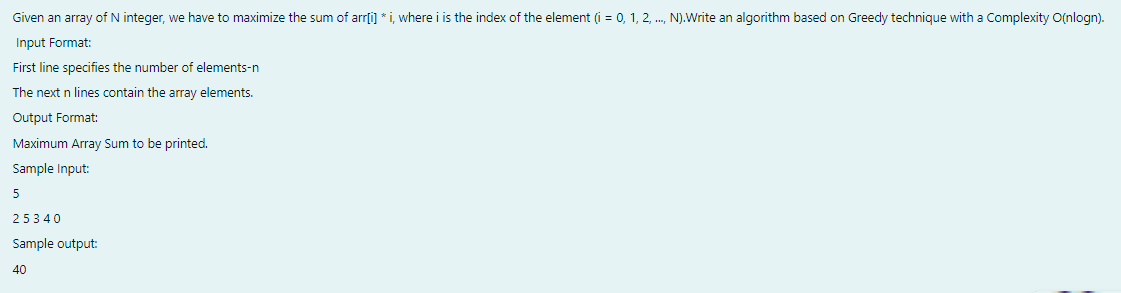 Given an array of N integer, we have to maximize the sum of arr[i] * i, where i is the index of the element (i = 0, 1, 2, ..., N).Write an algorithm based on Greedy technique with a Complexity O(nlogn).
Input Format:
First line specifies the number of elements-n
The next n lines contain the array elements.
Output Format:
Maximum Array Sum to be printed.
Sample Input:
5
2 5 3 4 0
Sample output:
40